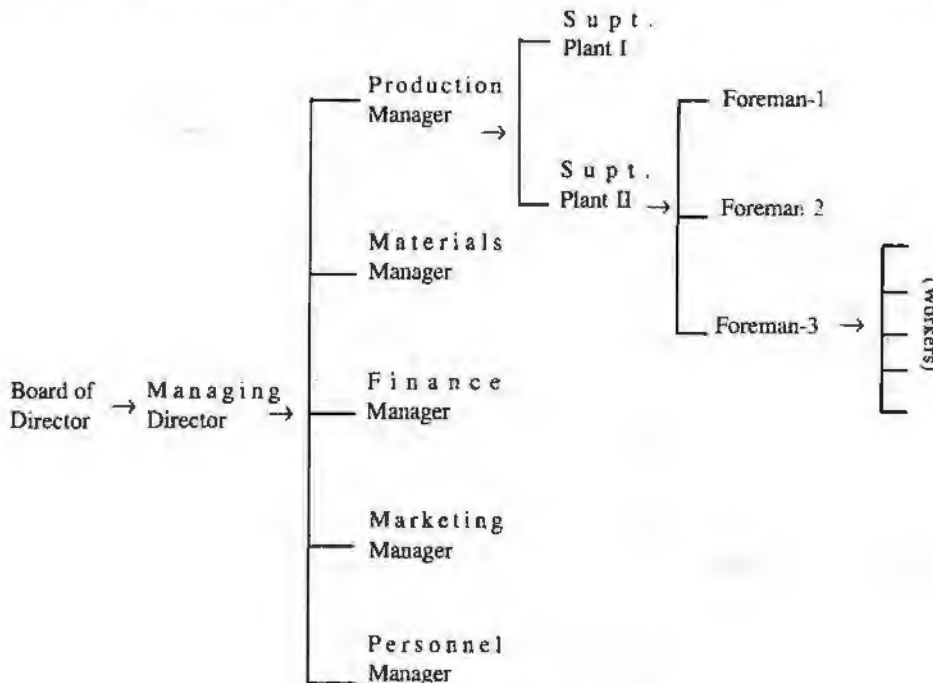 Supt.
Plant I
Production
Manager
→
Foreman-1
Supt.
Plant II
→
Foreman 2
Materials
Manager
Foreman-3
→
(Workers)
Finance
Manager
Board of
Director
→
Managing
Director
→
Marketing
Manager
Personnel
Manager